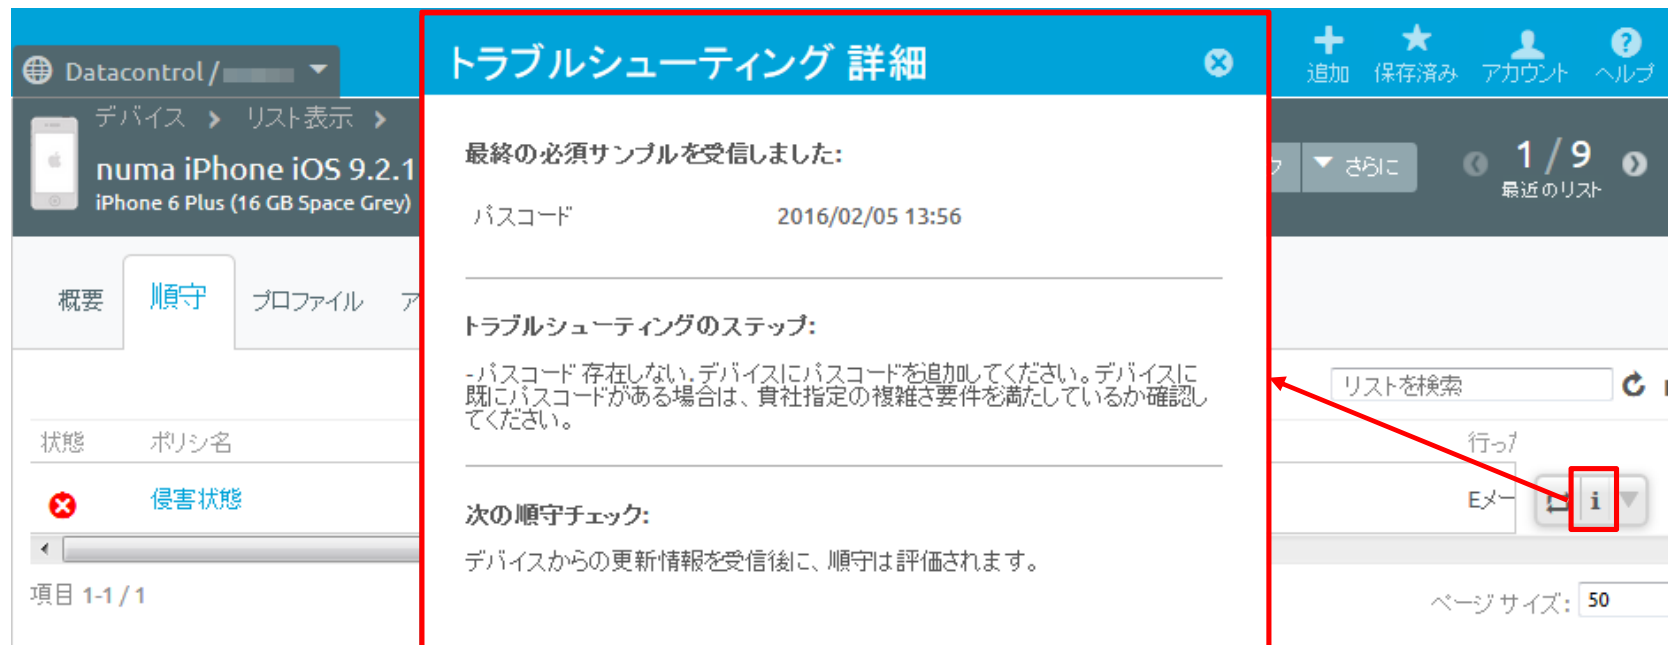 Datacontrol /
追加
保存済み
アカウント
ヘルプ
デバイス > リスト表示 >
numa iPhone iOS 9.2.1
iPhone 6 Plus (16 GB Space Grey)
さらに
1 / 9
最近のリスト
概要
順守
プロファイル
ア
トラブルシューティング 詳細
最終の必須サンプルを受信しました:
パスコード 2016/02/05 13:56
トラブルシューティングのステップ:
-パスコード 存在しない.デバイスにパスコードを追加してください。デバイスに
既にパスコードがある場合は、貴社指定の複雑さ要件を満たしているか確認し
てください。
次の順守チェック:
デバイスからの更新情報を受信後に、順守は評価されます。
リストを検索
状態 ポリシ名 行っ
侵害状態 Eメー
i
項目 1-1 / 1
ページ サイズ: 50